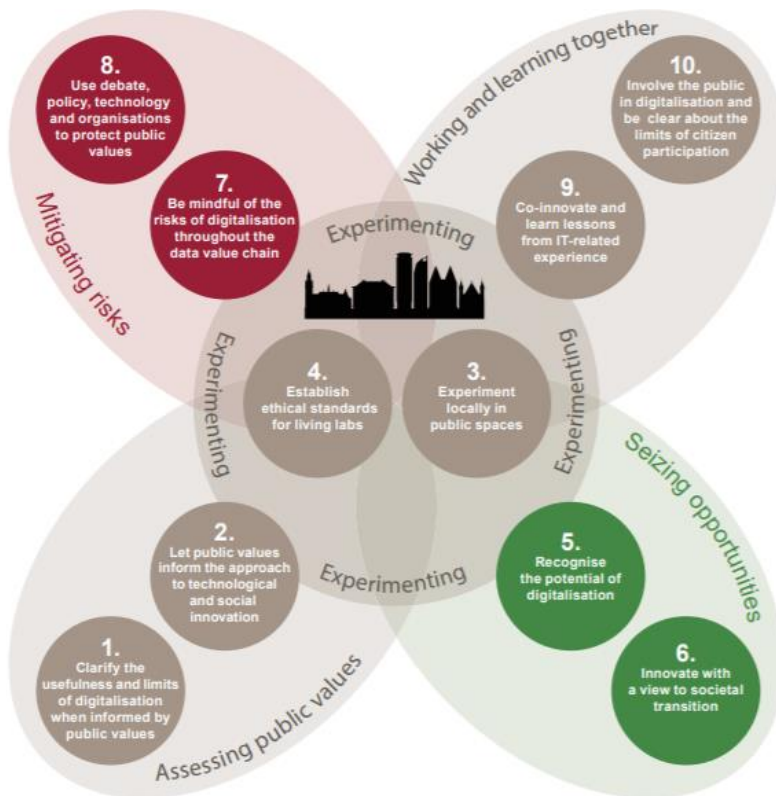 8.
Use debate,
policy, technology
and organisations
to protect public
values
7.
Be mindful of the
risks of digitalisation
throughout the
data value chain
Mitigating risks
Working and learning together
10.
Involve the public
in digitalisation and
be clear about the
limits of citizen
participation
9.
Co-innovate and
learn lessons
from IT-related
experience
Experimenting
Experimenting
Experimenting
4.
Establish
ethical standards
for living labs
3.
Experiment
locally in
public spaces
Experimenting
2.
Let public values
inform the approach
to technological
and social
innovation
1.
Clarify the
usefulness and limits
of digitalisation
when informed by
public values
Assessing public values
Seizing opportunities
5.
Recognise
the potential of
digitalisation
6.
Innovate with
a view to societal
transition